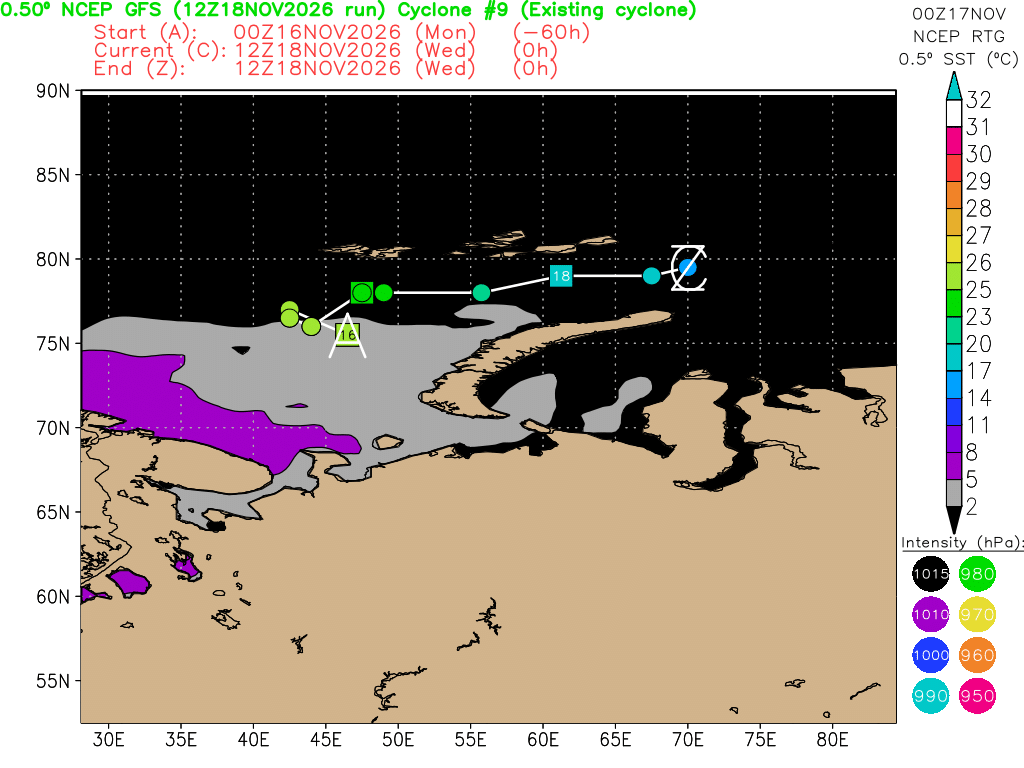 0.50º NCEP GFS (12Z18NOV2026 run) Cyclone #9 (Existing cyclone)
Start (A): 00Z16NOV2026 (Mon) (−60h)
Current (C): 12Z18NOV2026 (Wed) (0h)
End (Z): 12Z18NOV2026 (Wed) (0h)
00Z17NOV
NCEP RTG
0.5º SST (ºC)
90N
85N
80N
75N
70N
65N
60N
55N
30E 35E 40E 45E 50E 55E 60E 65E 70E 75E 80E
A
16
18
C
Z
32
31
30
29
28
27
26
25
23
20
17
14
11
8
5
2
Intensity (hPa):
1015 980
1010 970
1000 960
990 950